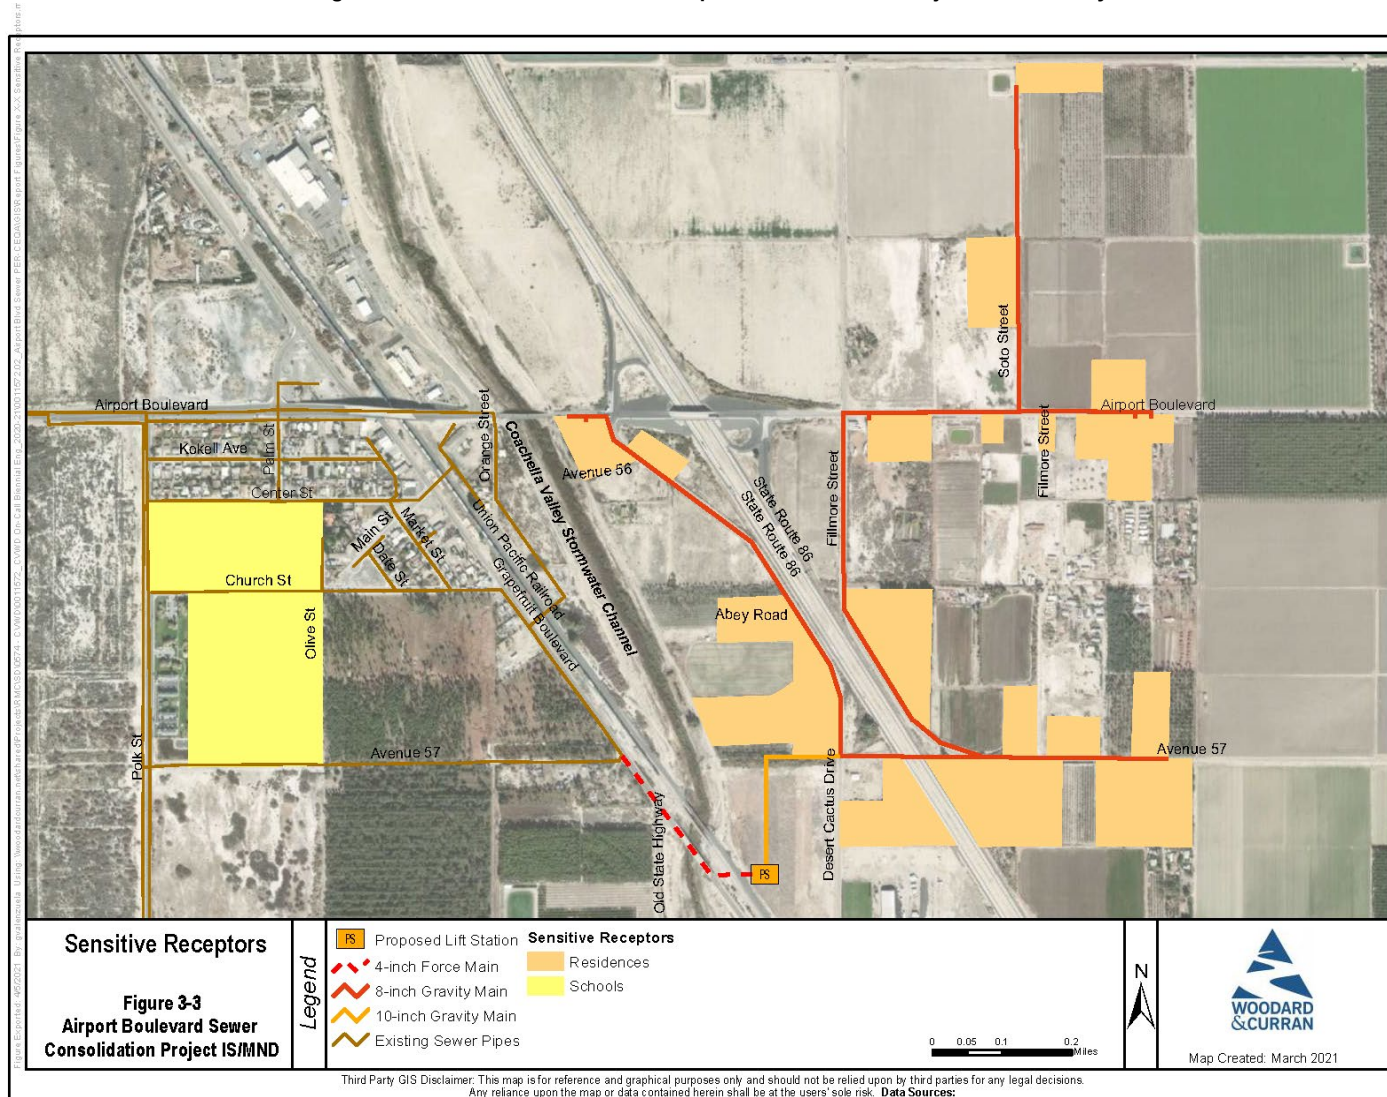 Airport Boulevard
Kokell Ave
Palm St
Center St
Orange Street
Coachella Valley Stormwater Channel
Avenue 56
Union Pacific Railroad
Grapefruit Boulevard
Main St
Market St
Date St
Church St
Olive St
Polk St
Avenue 57
Old State Highway
Abey Road
State Route 86
State Route 86
Fillmore Street
Soto Street
Airport Boulevard
Filmore Street
Avenue 57
Desert Cactus Drive
PS
Sensitive Receptors
Figure 3-3
Airport Boulevard Sewer
Consolidation Project IS/MND
Legend
PS Proposed Lift Station
4-inch Force Main
8-inch Gravity Main
10-inch Gravity Main
Existing Sewer Pipes
Sensitive Receptors
Residences
Schools
0 0.05 0.1 0.2
Miles
N
WOODARD
&CURRAN
Map Created: March 2021
Third Party GIS Disclaimer: This map is for reference and graphical purposes only and should not be relied upon by third parties for any legal decisions.
Any reliance upon the map or data contained herein shall be at the users' sole risk. Data Sources: